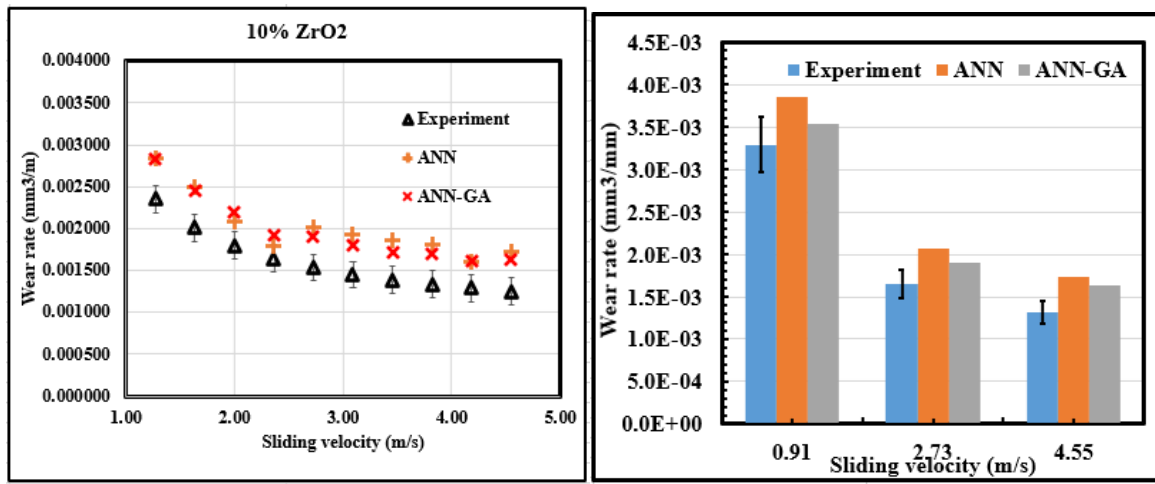 10% ZrO2
0.004000
0.003500
0.003000
0.002500
0.002000
0.001500
0.001000
0.000500
0.000000
Wear rate (mm3/m)
Experiment
ANN
ANN-GA
1.00 2.00 3.00 4.00 5.00
Sliding velocity (m/s)
4.5E-03
4.0E-03
3.5E-03
3.0E-03
2.5E-03
2.0E-03
1.5E-03
1.0E-03
5.0E-04
0.0E+00
Wear rate (mm3/mm)
Experiment ANN ANN-GA
0.91 2.73 4.55
Sliding velocity (m/s)